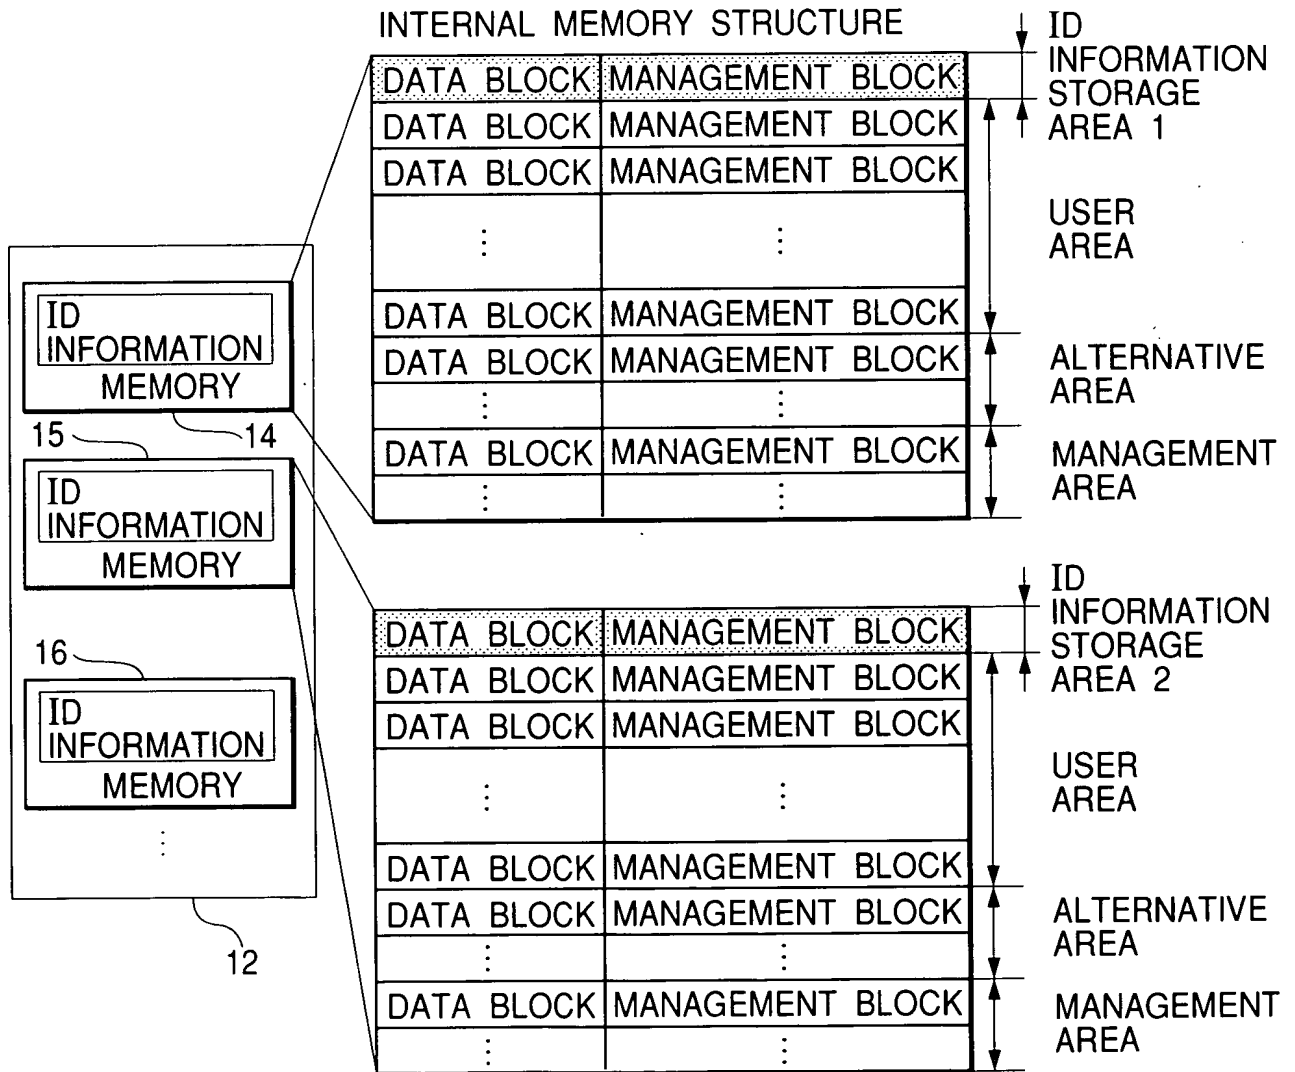 INTERNAL MEMORY STRUCTURE
DATA BLOCK MANAGEMENT BLOCK
DATA BLOCK MANAGEMENT BLOCK
DATA BLOCK MANAGEMENT BLOCK
⋮ ⋮
DATA BLOCK MANAGEMENT BLOCK
DATA BLOCK MANAGEMENT BLOCK
⋮ ⋮
DATA BLOCK MANAGEMENT BLOCK
⋮ ⋮
ID
INFORMATION
STORAGE
AREA 1
USER
AREA
ALTERNATIVE
AREA
MANAGEMENT
AREA
ID
INFORMATION
MEMORY
14
15
ID
INFORMATION
MEMORY
16
ID
INFORMATION
MEMORY
⋮
12
DATA BLOCK MANAGEMENT BLOCK
DATA BLOCK MANAGEMENT BLOCK
DATA BLOCK MANAGEMENT BLOCK
⋮ ⋮
DATA BLOCK MANAGEMENT BLOCK
DATA BLOCK MANAGEMENT BLOCK
⋮ ⋮
DATA BLOCK MANAGEMENT BLOCK
⋮ ⋮
ID
INFORMATION
STORAGE
AREA 2
USER
AREA
ALTERNATIVE
AREA
MANAGEMENT
AREA